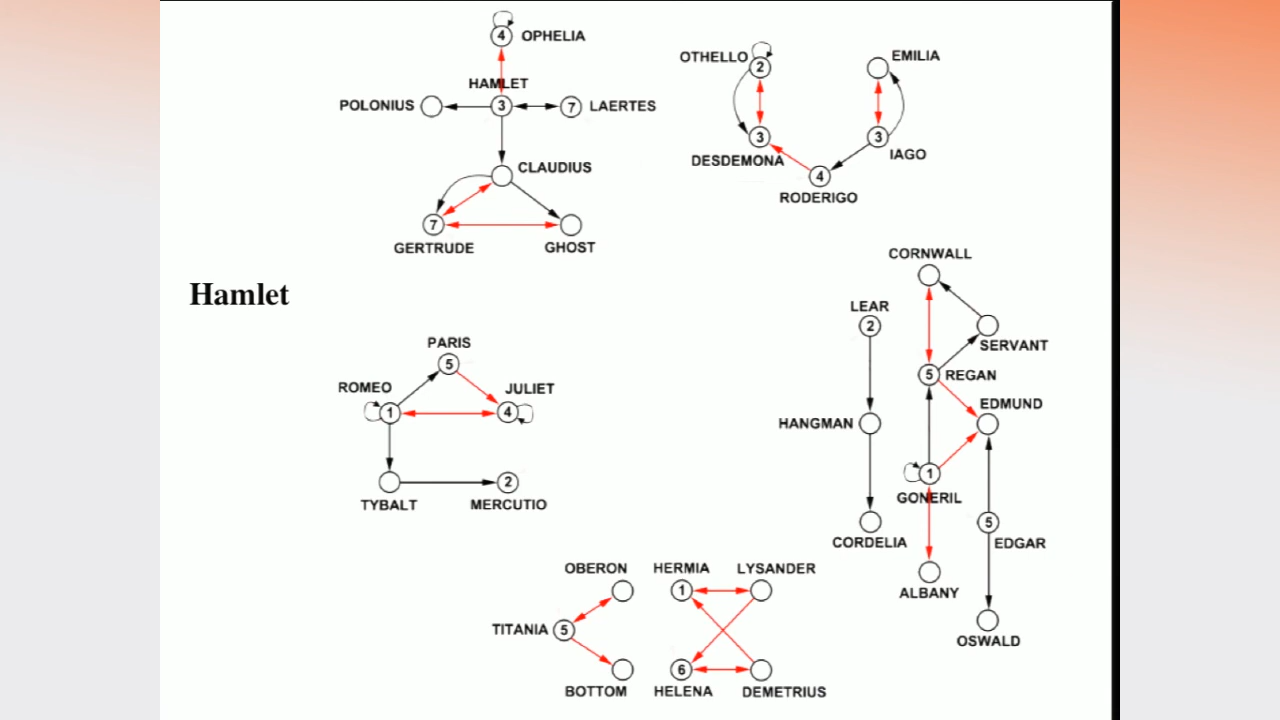 4 OPHELIA
HAMLET
POLONIUS 3 7 LAERTES
CLAUDIUS
7
GERTRUDE GHOST
OTHELLO 2 EMILIA
3 3
DESDEMONA IAGO
4
RODERIGO
Hamlet
PARIS
5
ROMEO JULIET
1 4
2
TYBALT MERCUTIO
CORNWALL
LEAR
2
SERVANT
5 REGAN
EDMUND
HANGMAN
1
GONERIL
5
CORDELIA EDGAR
ALBANY
OSWALD
OBERON HERMIA LYSANDER
1
TITANIA 5
6
BOTTOM HELENA DEMETRIUS